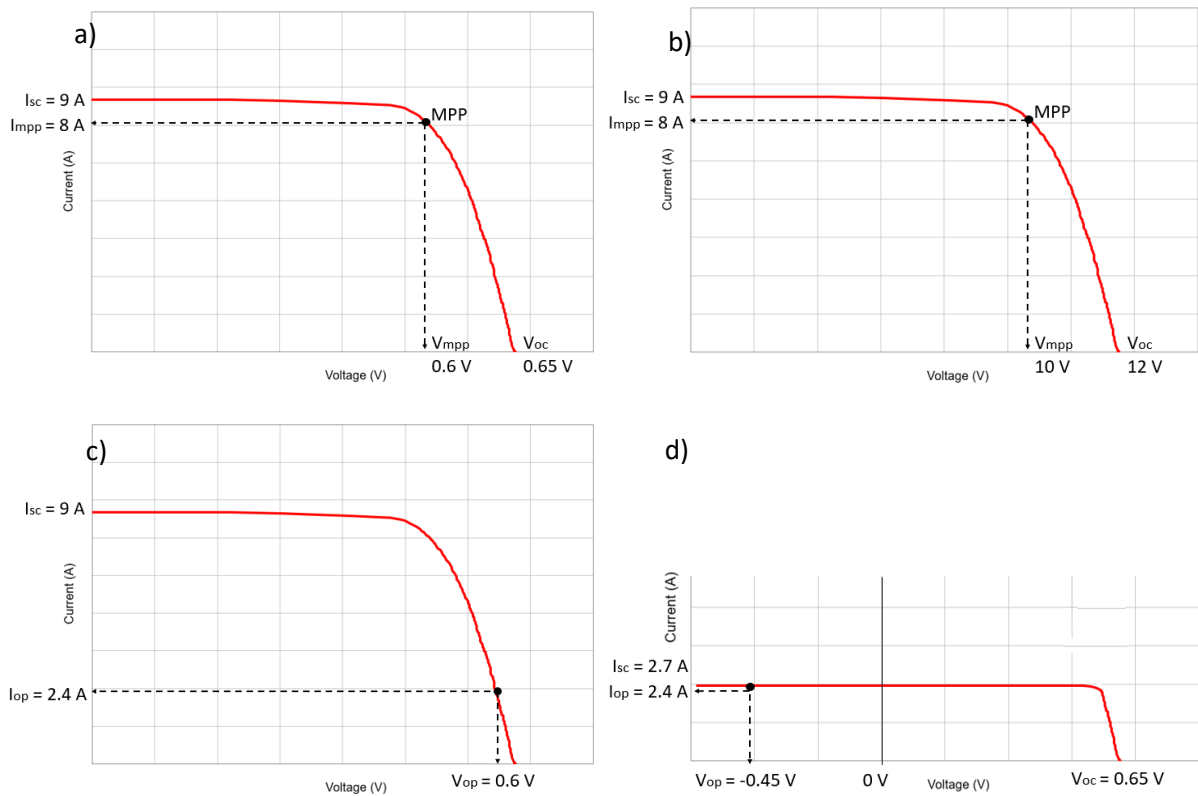 a)
Isc = 9 A
Impp = 8 A
MPP
Current (A)
Vmpp
0.6 V
Voc
0.65 V
Voltage (V)
b)
Isc = 9 A
Impp = 8 A
MPP
Current (A)
Vmpp
10 V
Voc
12 V
Voltage (V)
c)
Isc = 9 A
Current (A)
Iop = 2.4 A
Vop = 0.6 V
Voltage (V)
d)
Current (A)
Isc = 2.7 A
Iop = 2.4 A
Vop = -0.45 V
0 V
Voltage (V)
Voc = 0.65 V